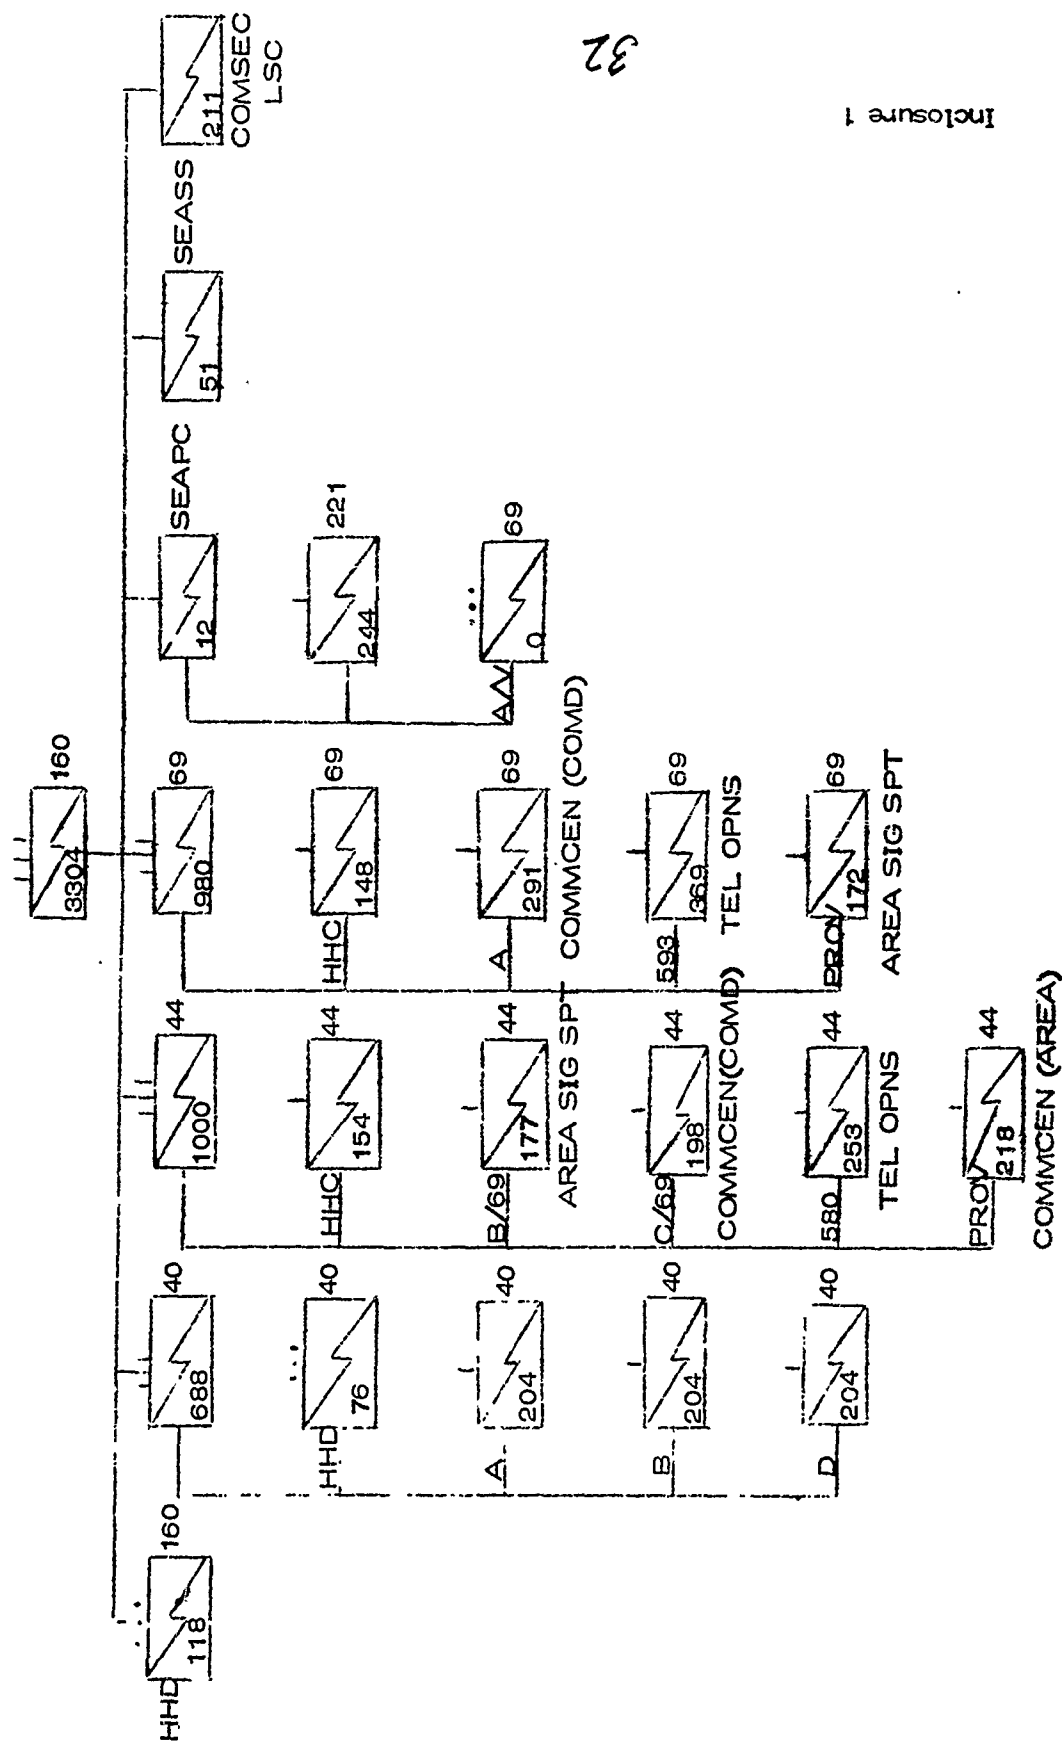 3304 160
HHD 118 160
688 40
HHD 76 40
A 204 40
B 204 40
D 204 40
1000 44
HHC 154 44
B/69 177 44
AREA SIG SPT
C/69 198 44
COMMCEN(COMD)
580 253 44
TEL OPNS
PROV 218 44
COMMCEN (AREA)
980 69
HHC 148 69
A 291 69
COMMCEN (COMD)
593 369 69
TEL OPNS
PROV 172 69
AREA SIG SPT
12 SEAPC
244 221
0 69
51 SEASS
211
COMSEC
LSC
32
Inclosure 1